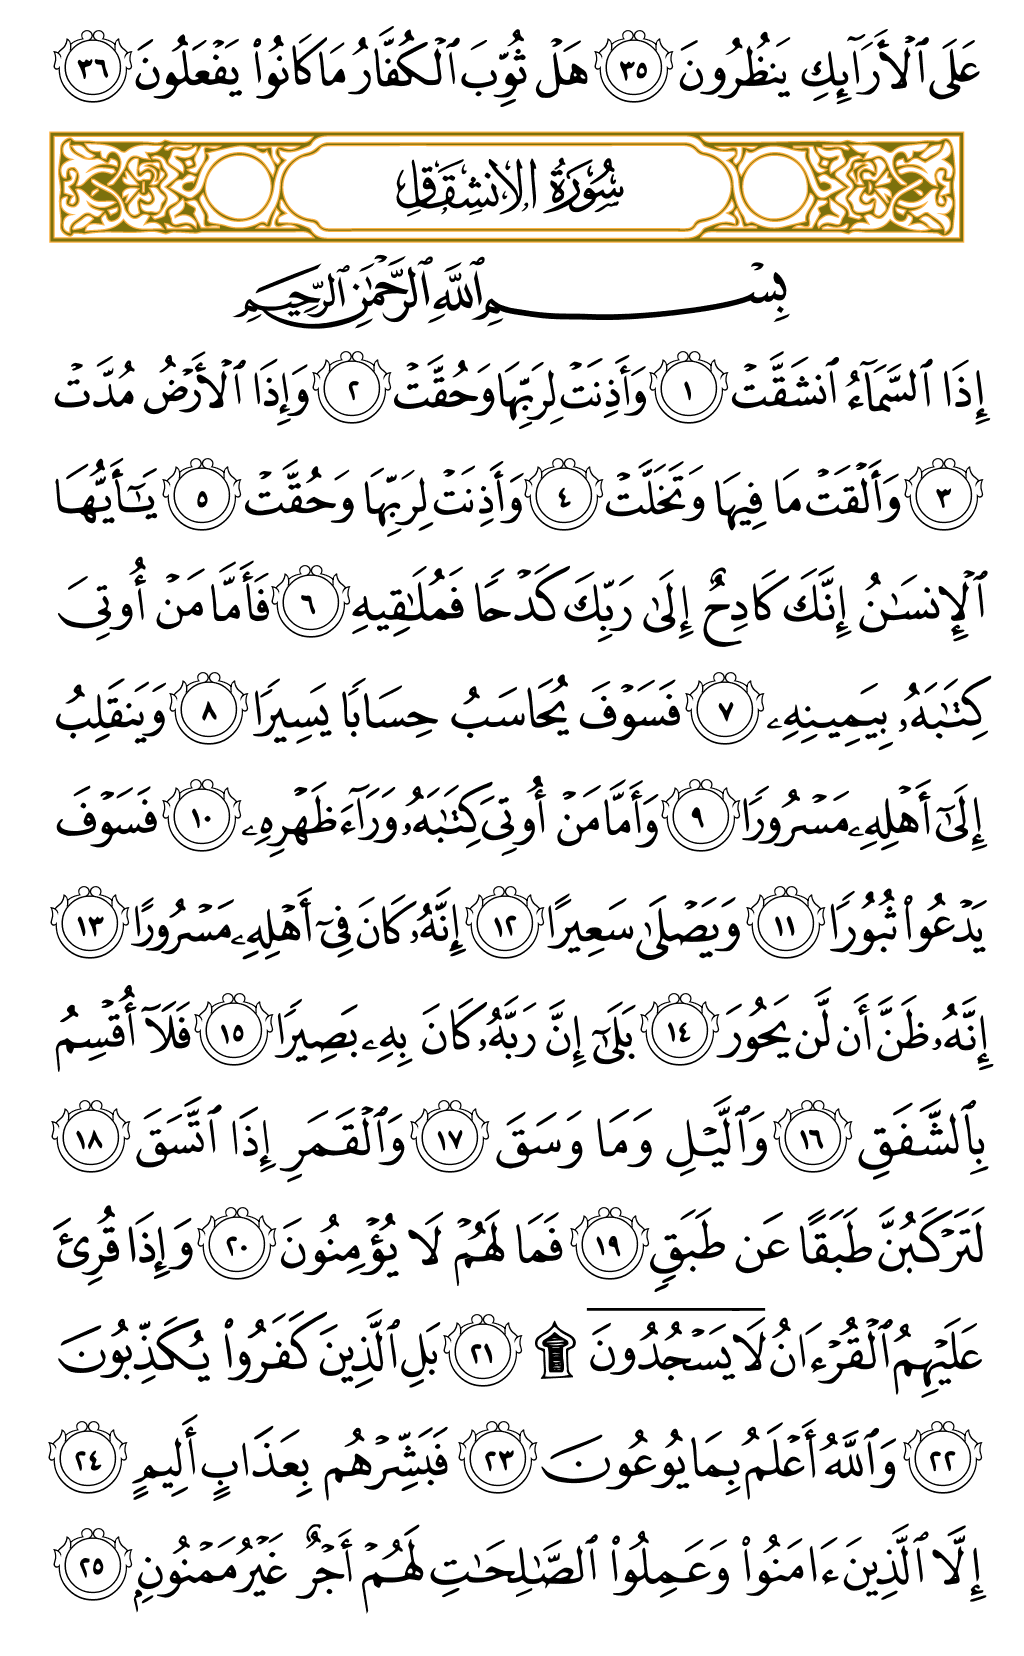 عَلَى ٱلْأَرَآئِكِ يَنظُرُونَ ٣٥ هَلْ ثُوِّبَ ٱلْكُفَّارُ مَا كَانُوا۟ يَفْعَلُونَ ٣٦
سُورَةُ الانشِقَاقِ
بِسْمِ ٱللَّهِ ٱلرَّحْمَٰنِ ٱلرَّحِيمِ
إِذَا ٱلسَّمَآءُ ٱنشَقَّتْ ١ وَأَذِنَتْ لِرَبِّهَا وَحُقَّتْ ٢ وَإِذَا ٱلْأَرْضُ مُدَّتْ
٣ وَأَلْقَتْ مَا فِيهَا وَتَخَلَّتْ ٤ وَأَذِنَتْ لِرَبِّهَا وَحُقَّتْ ٥ يَٰٓأَيُّهَا
ٱلْإِنسَٰنُ إِنَّكَ كَادِحٌ إِلَىٰ رَبِّكَ كَدْحًا فَمُلَٰقِيهِ ٦ فَأَمَّا مَنْ أُوتِىَ
كِتَٰبَهُۥ بِيَمِينِهِۦ ٧ فَسَوْفَ يُحَاسَبُ حِسَابًا يَسِيرًا ٨ وَيَنقَلِبُ
إِلَىٰٓ أَهْلِهِۦ مَسْرُورًا ٩ وَأَمَّا مَنْ أُوتِىَ كِتَٰبَهُۥ وَرَآءَ ظَهْرِهِۦ ١٠ فَسَوْفَ
يَدْعُوا۟ ثُبُورًا ١١ وَيَصْلَىٰ سَعِيرًا ١٢ إِنَّهُۥ كَانَ فِىٓ أَهْلِهِۦ مَسْرُورًا ١٣
إِنَّهُۥ ظَنَّ أَن لَّن يَحُورَ ١٤ بَلَىٰٓ إِنَّ رَبَّهُۥ كَانَ بِهِۦ بَصِيرًا ١٥ فَلَآ أُقْسِمُ
بِٱلشَّفَقِ ١٦ وَٱلَّيْلِ وَمَا وَسَقَ ١٧ وَٱلْقَمَرِ إِذَا ٱتَّسَقَ ١٨
لَتَرْكَبُنَّ طَبَقًا عَن طَبَقٍ ١٩ فَمَا لَهُمْ لَا يُؤْمِنُونَ ٢٠ وَإِذَا قُرِئَ
عَلَيْهِمُ ٱلْقُرْءَانُ لَا يَسْجُدُونَ ۩ ٢١ بَلِ ٱلَّذِينَ كَفَرُوا۟ يُكَذِّبُونَ
٢٢ وَٱللَّهُ أَعْلَمُ بِمَا يُوعُونَ ٢٣ فَبَشِّرْهُم بِعَذَابٍ أَلِيمٍ ٢٤
إِلَّا ٱلَّذِينَ ءَامَنُوا۟ وَعَمِلُوا۟ ٱلصَّٰلِحَٰتِ لَهُمْ أَجْرٌ غَيْرُ مَمْنُونٍۭ ٢٥